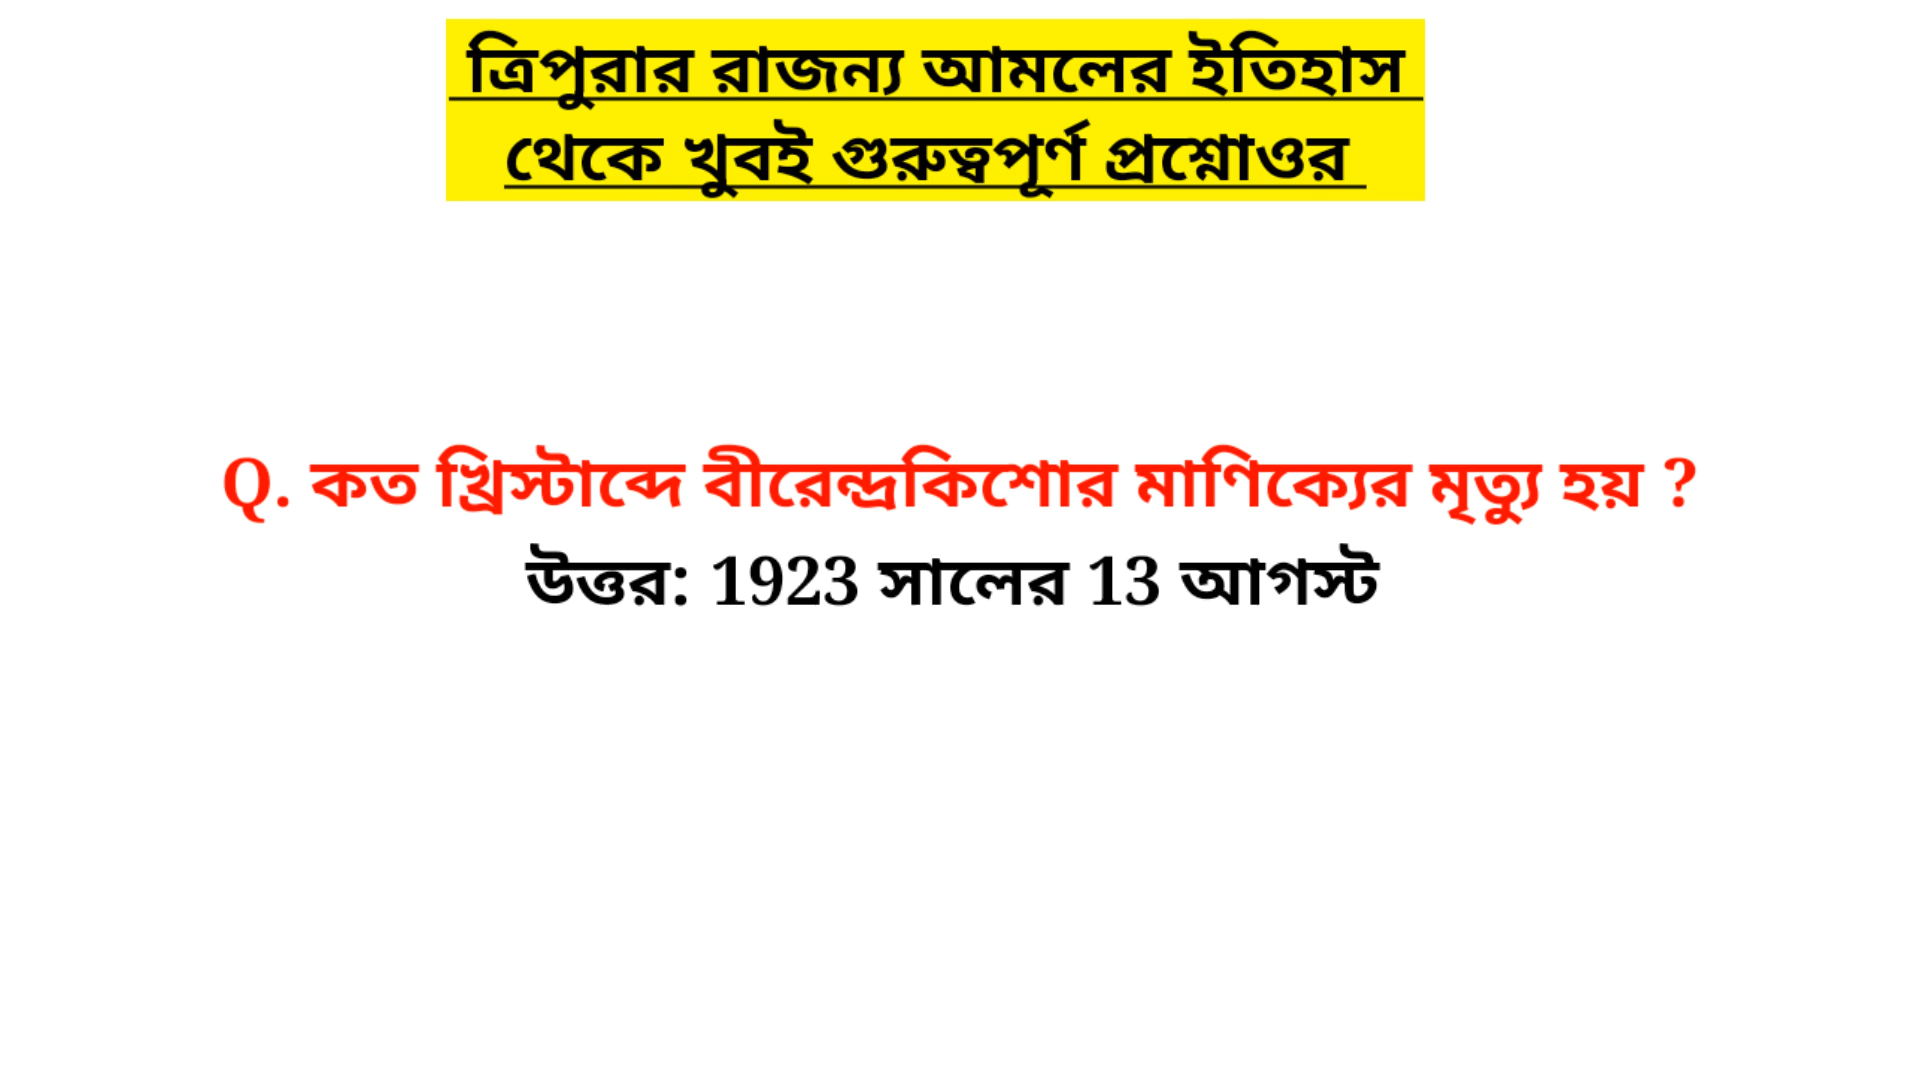 ত্রিপুরার রাজন্য আমলের ইতিহাস
থেকে খুবই গুরুত্বপূর্ণ প্রশ্নোওর
Q. কত খ্রিস্টাব্দে বীরেন্দ্রকিশোর মাণিক্যের মৃত্যু হয় ?
উত্তর: 1923 সালের 13 আগস্ট